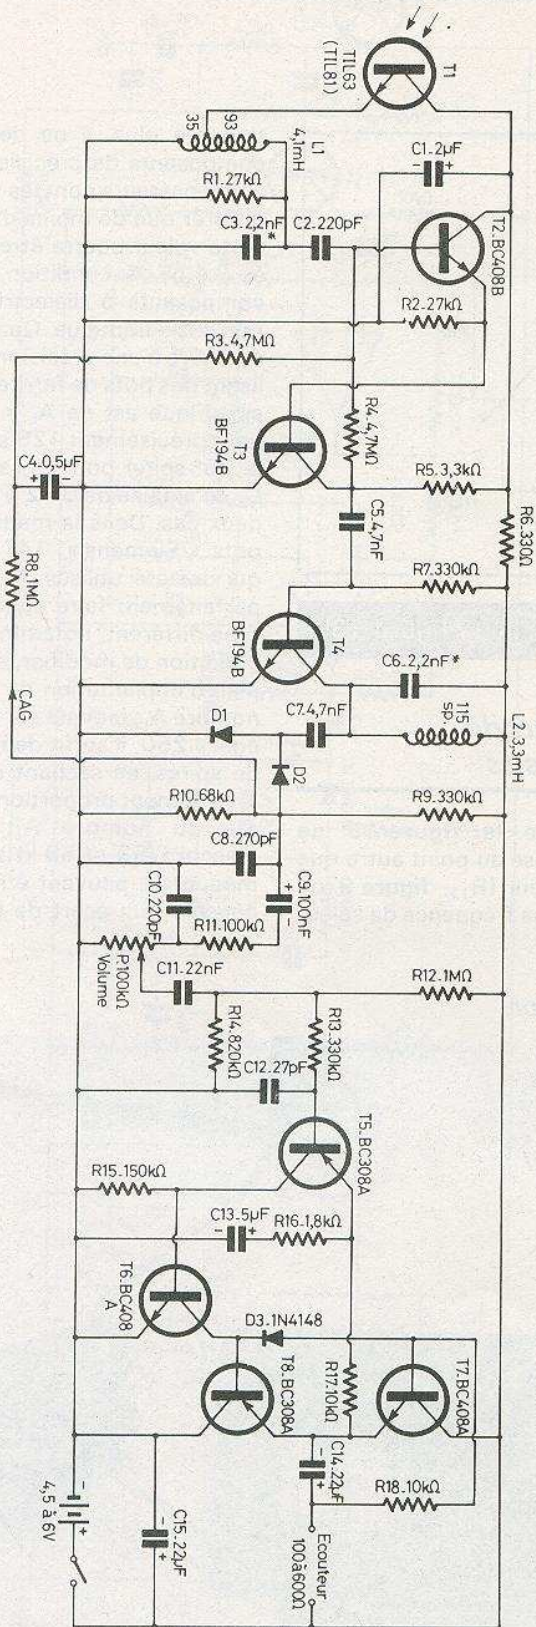 T1
TIL63
(TIL81)
93
35
L1
4,1mH
R1.27kΩ
C3.2,2nF*
C2.220pF
C1.2µF
- +
T2.BC408B
R2.27kΩ
R3.4,7MΩ
R4.4,7MΩ
T3
BF194B
C4.0,5µF
+ -
R5.3,3kΩ
R6.330Ω
C5.4,7nF
R7.330kΩ
R8.1MΩ
CAG
T4
BF194B
C6.2,2nF*
C7.4,7nF
115
sp.
L2.3,3mH
D1
D2
R10.68kΩ
R9.330kΩ
C8.270pF
C9.100nF
+ -
C10.220pF
R11.100kΩ
P.100kΩ
Volume
C11.22nF
R12.1MΩ
R14.820kΩ
R13.330kΩ
C12.27pF
T5.BC308A
R15.150kΩ
C13.5µF
- +
R16.1,8kΩ
T6.BC408
A
D3.1N4148
T8.BC308A
R17.10kΩ
T7.BC408A
C14.22µF
- +
R18.10kΩ
Ecouteur
100à600Ω
C15.22µF
- +
- +
4,5 à 6V